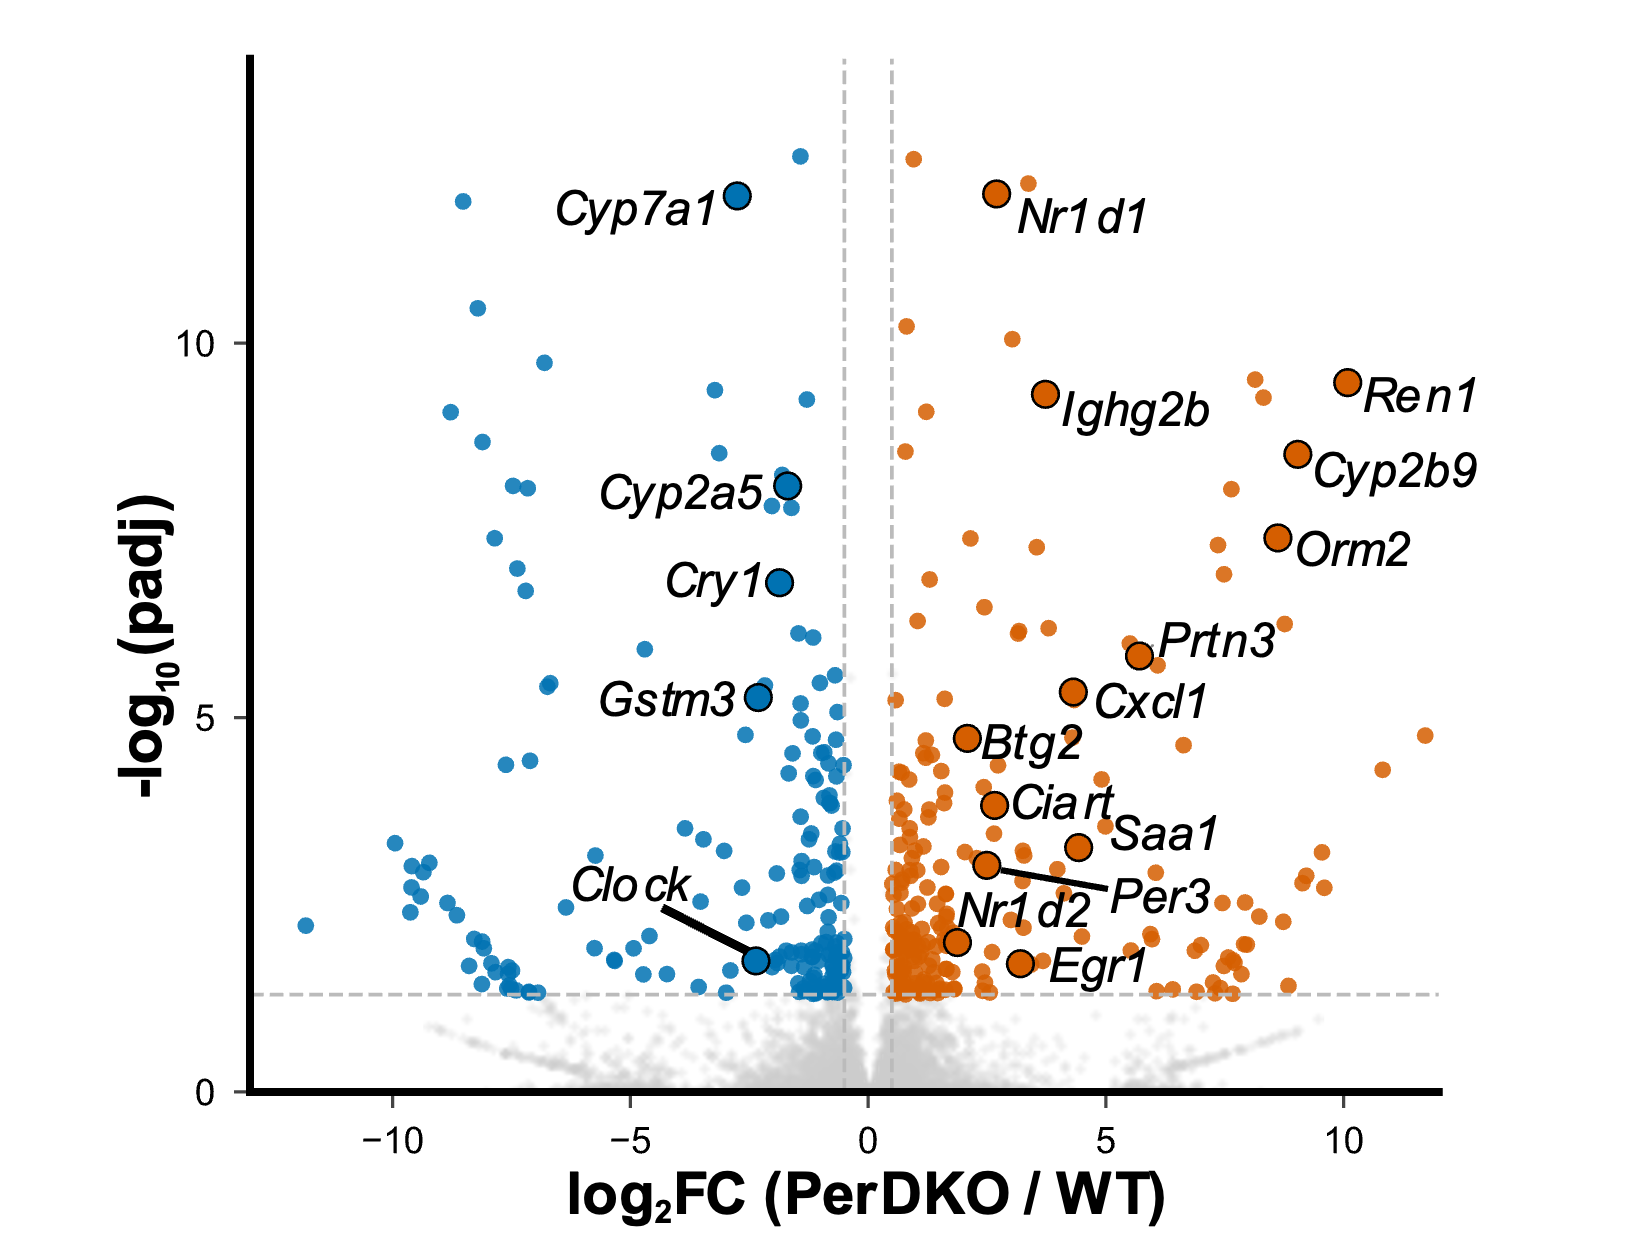 Cyp7a1
Nr1d1
10
Ighg2b
Ren1
Cyp2b9
Cyp2a5
Orm2
Cry1
Prtn3
Gstm3
Cxcl1
5
Btg2
Ciart
Saa1
Clock
Per3
Nr1d2
Egr1
0
−10
−5
0
5
10
-log10(padj)
log2FC (PerDKO / WT)